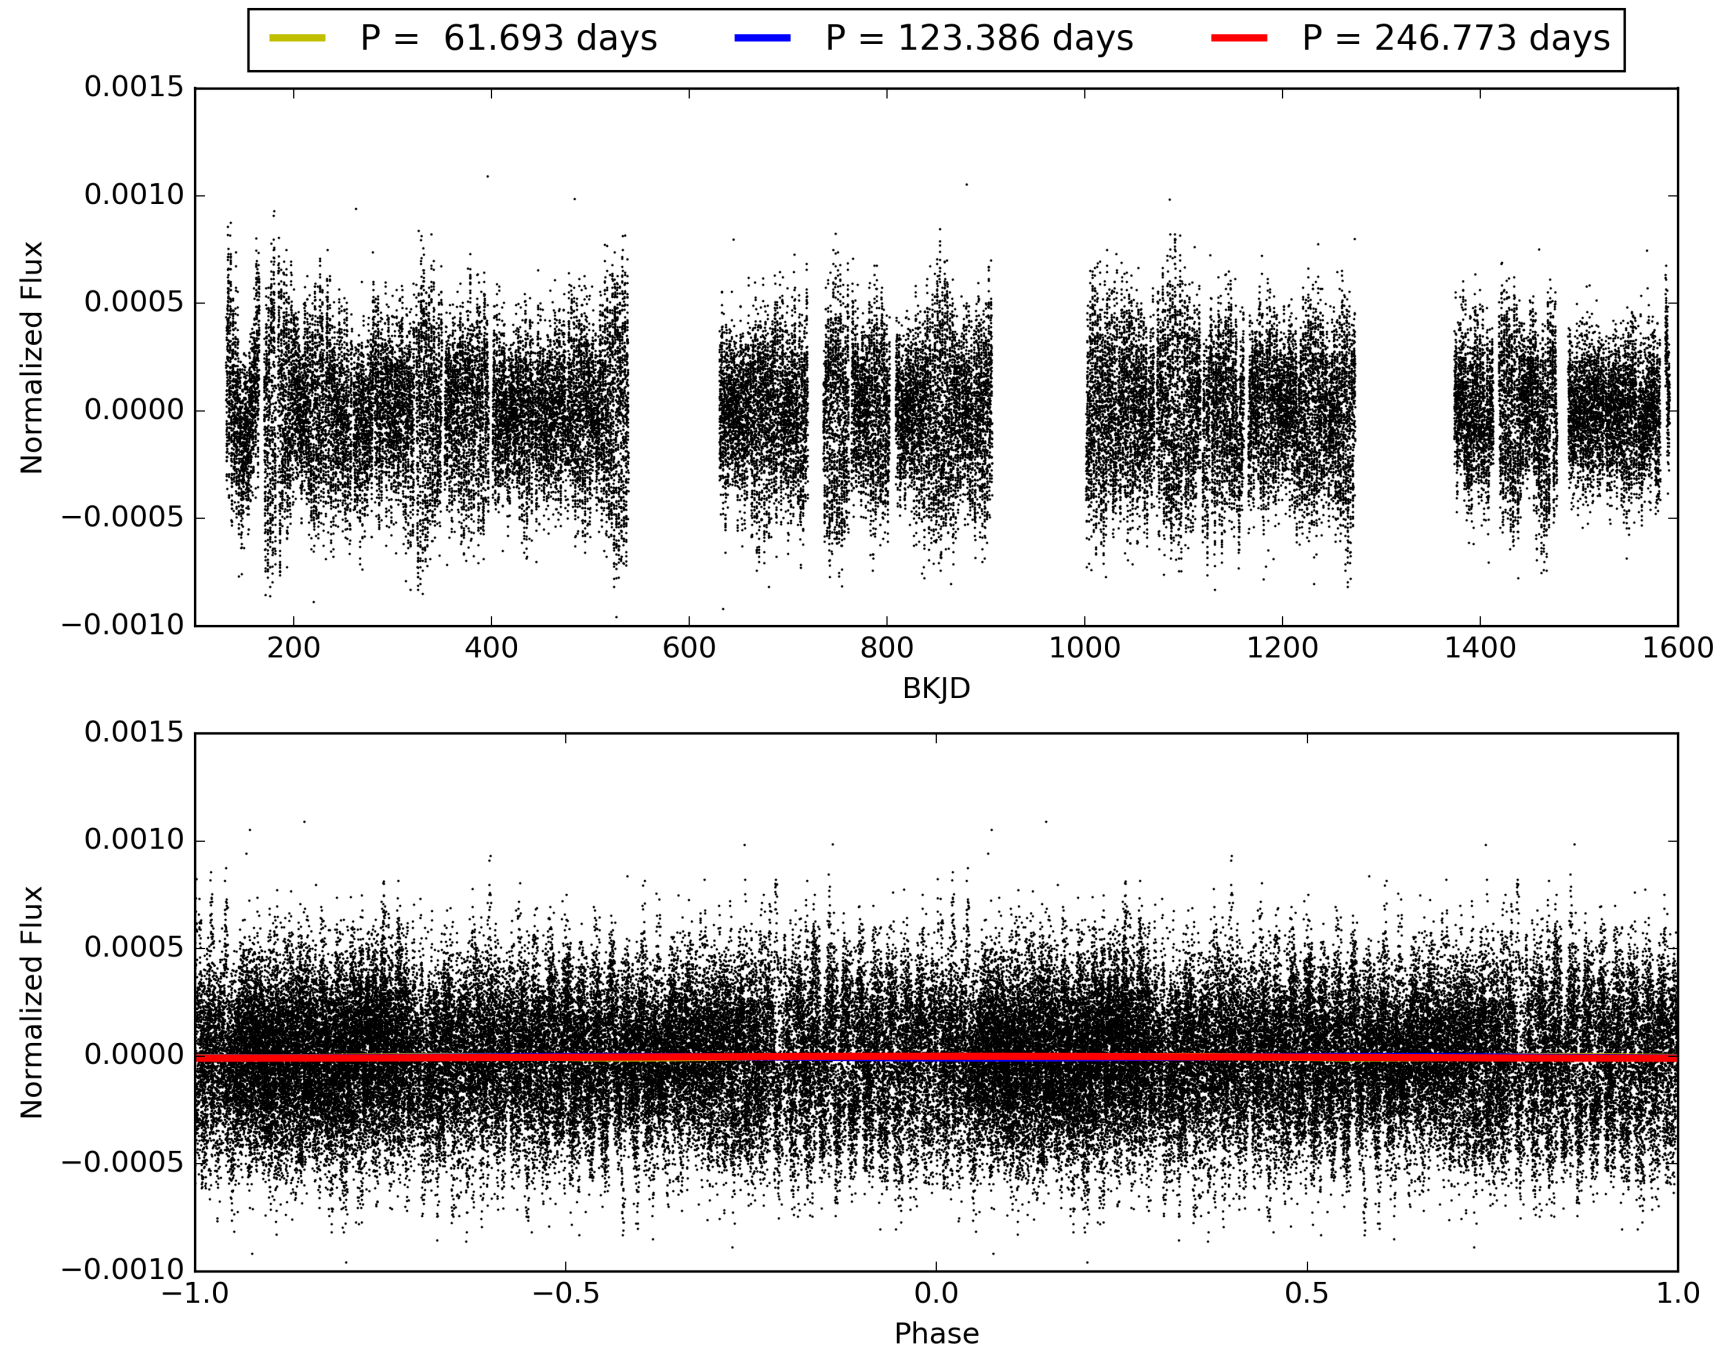 P =  61.693 days P = 123.386 days P = 246.773 days
0.0015
0.0010
0.0005
0.0000
−0.0005
−0.0010
Normalized Flux
200 400 600 800 1000 1200 1400 1600
BKJD
0.0015
0.0010
0.0005
0.0000
−0.0005
−0.0010
Normalized Flux
−1.0 −0.5 0.0 0.5 1.0
Phase